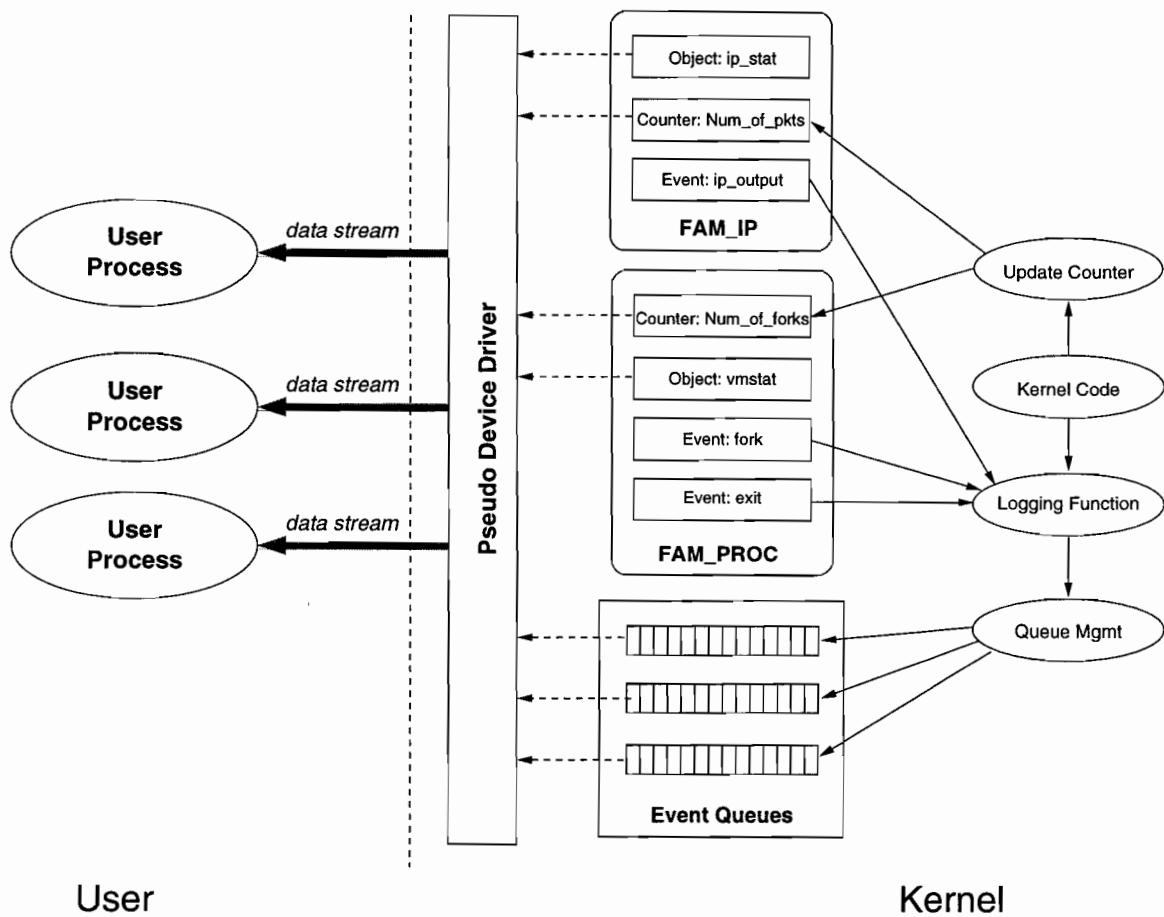 Object: ip_stat
Counter: Num_of_pkts
Event: ip_output
FAM_IP
User
Process
data stream
Update Counter
Counter: Num_of_forks
Kernel Code
Object: vmstat
User
Process
data stream
Pseudo Device Driver
Event: fork
Event: exit
Logging Function
FAM_PROC
User
Process
data stream
Queue Mgmt
Event Queues
User
Kernel